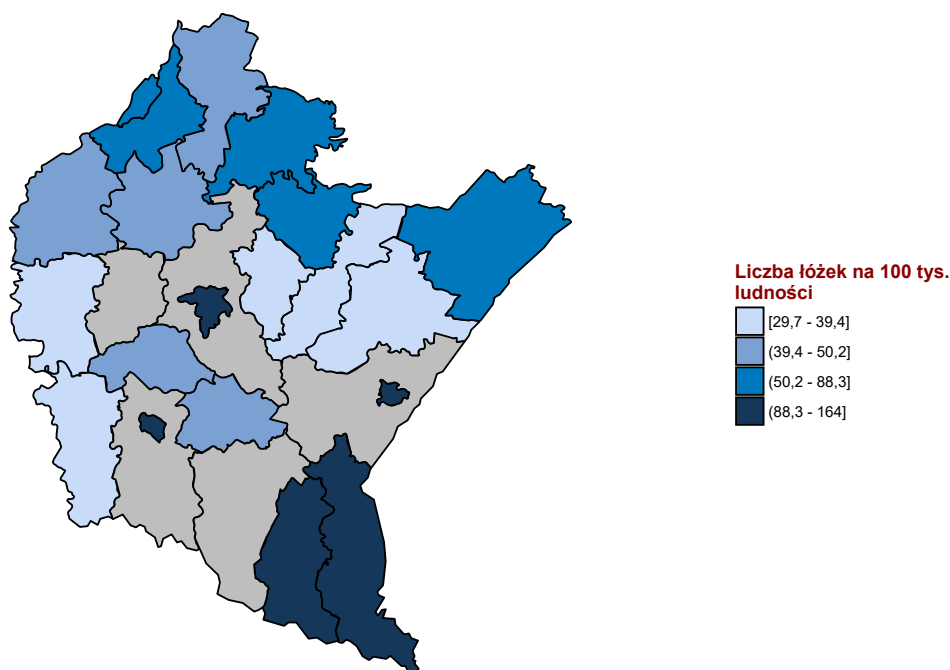 Liczba łóżek na 100 tys.
ludności
[29,7 - 39,4]
(39,4 - 50,2]
(50,2 - 88,3]
(88,3 - 164]